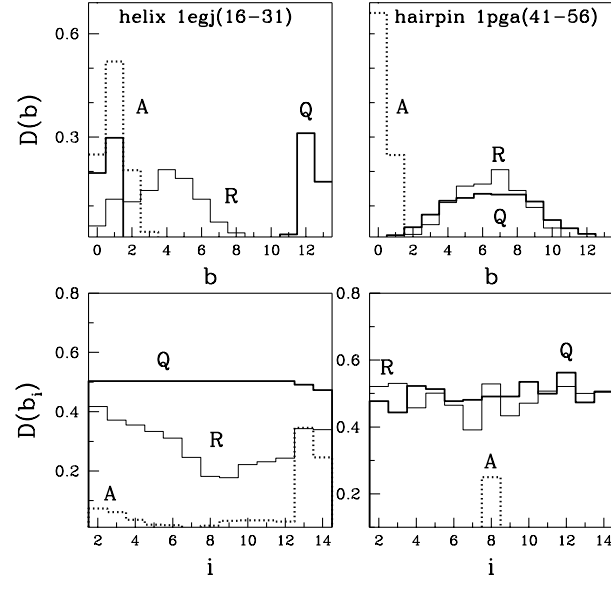 helix 1egj(16−31)
hairpin 1pga(41−56)
D(b)
0.6
0.3
A
Q
R
A
R
Q
0 2 4 6 8 10 12
0 2 4 6 8 10 12
b
b
D(bᵢ)
0.8
0.6
0.4
0.2
Q
R
A
0.8
0.6
0.4
0.2
R
Q
A
2 4 6 8 10 12 14
2 4 6 8 10 12 14
i
i